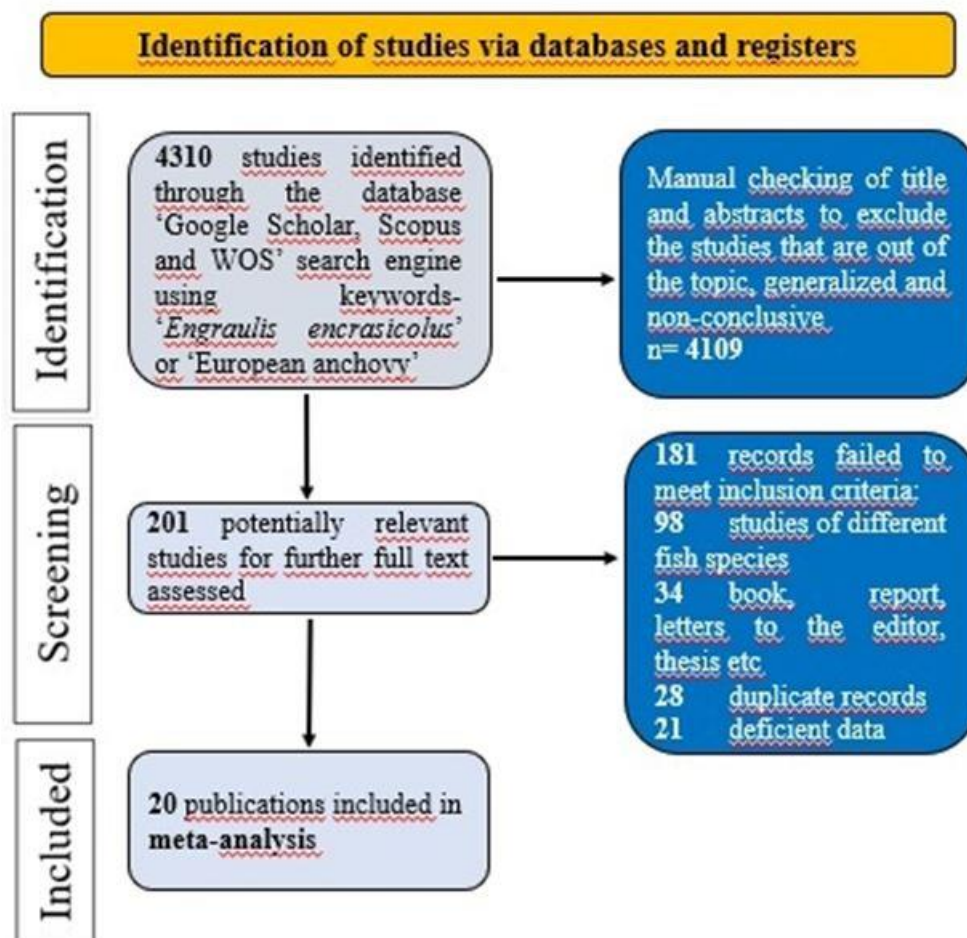 Identification of studies via databases and registers
Identification
4310 studies identified
through the database
‘Google Scholar, Scopus
and WOS’ search engine
using keywords-
‘Engraulis encrasicolus’
or ‘European anchovy’
Manual checking of title
and abstracts to exclude
the studies that are out of
the topic, generalized and
non-conclusive
n= 4109
Screening
201 potentially relevant
studies for further full text
assessed
181 records failed to
meet inclusion criteria:
98 studies of different
fish species
34 book, report,
letters to the editor,
thesis etc
28 duplicate records
21 deficient data
Included
20 publications included in
meta-analysis